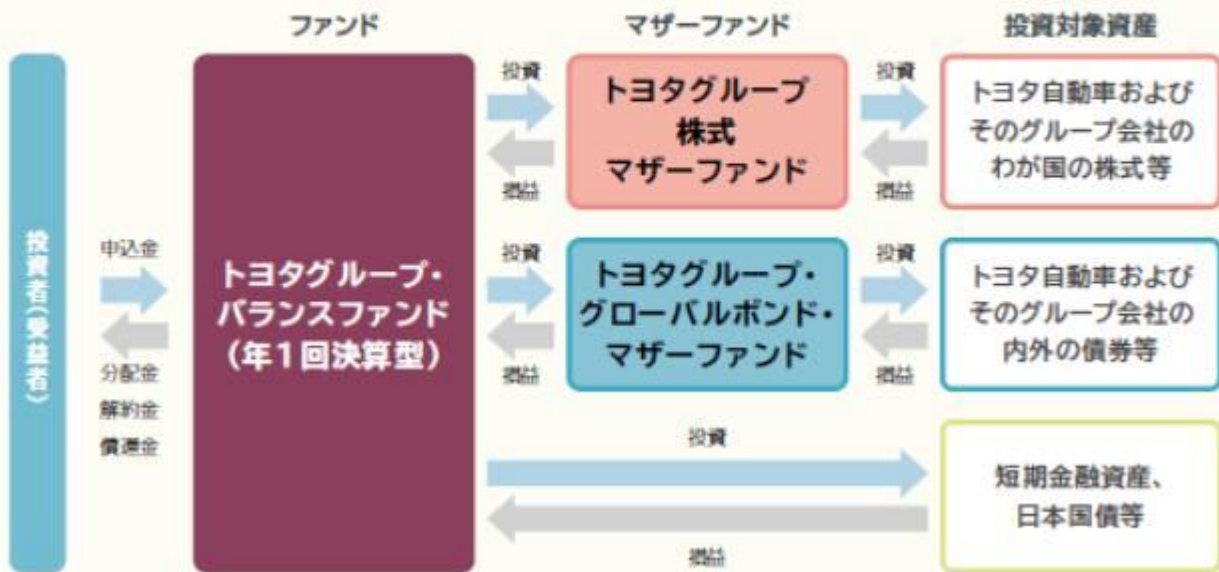 ファンド
マザーファンド
投資対象資産
投資者(受益者)
申込金
分配金
解約金
償還金
トヨタグループ・
バランスファンド
(年1回決算型)
投資
損益
トヨタグループ
株式
マザーファンド
投資
損益
トヨタ自動車および
そのグループ会社の
わが国の株式等
投資
損益
トヨタグループ・
グローバルボンド・
マザーファンド
投資
損益
トヨタ自動車および
そのグループ会社の
内外の債券等
投資
損益
短期金融資産、
日本国債等